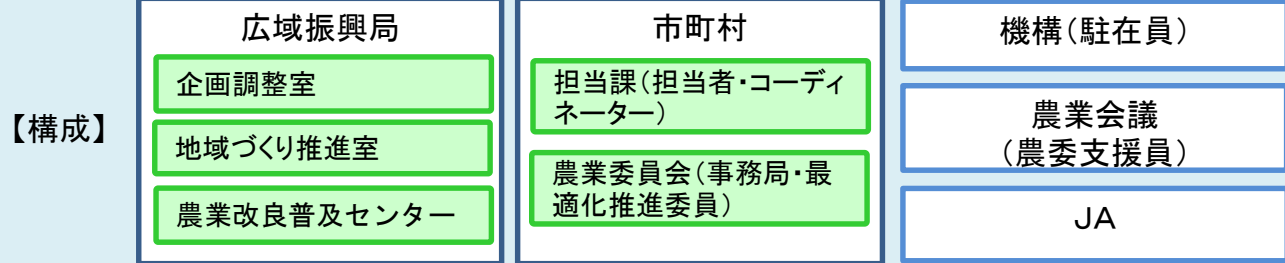 【構成】
広域振興局
企画調整室
地域づくり推進室
農業改良普及センター
市町村
担当課(担当者・コーディ
ネーター)
農業委員会(事務局・最
適化推進委員)
機構(駐在員)
農業会議
(農委支援員)
JA